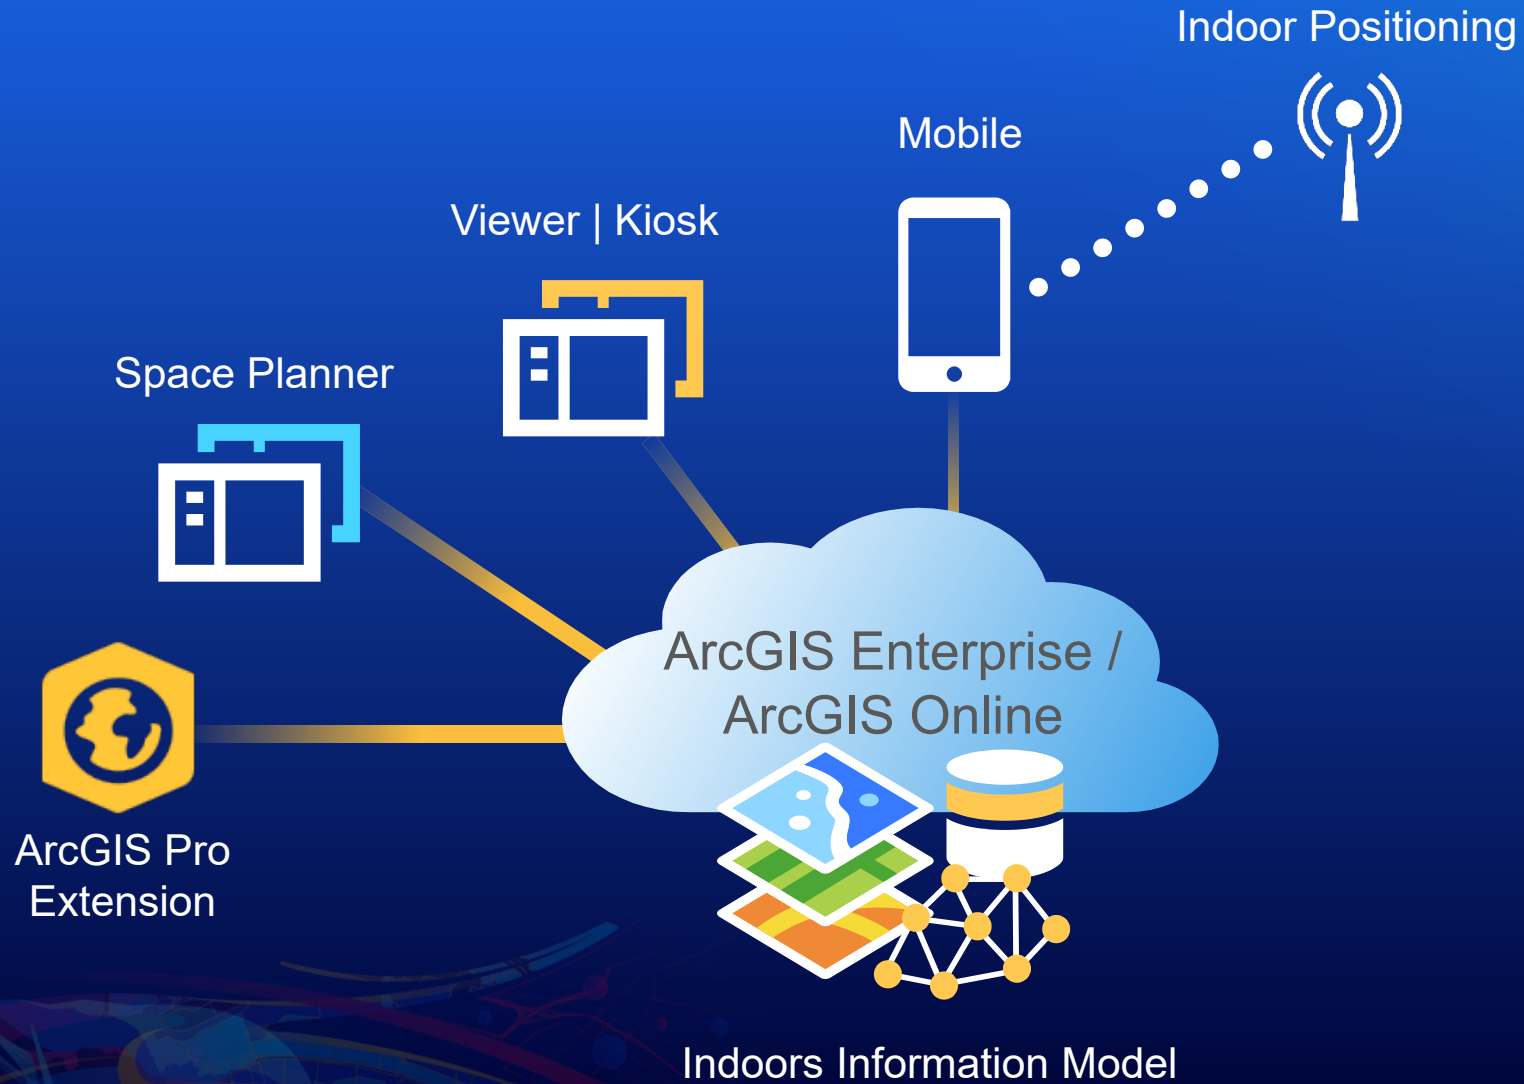 Indoor Positioning
Mobile
Viewer | Kiosk
Space Planner
ArcGIS Enterprise /
ArcGIS Online
ArcGIS Pro
Extension
Indoors Information Model